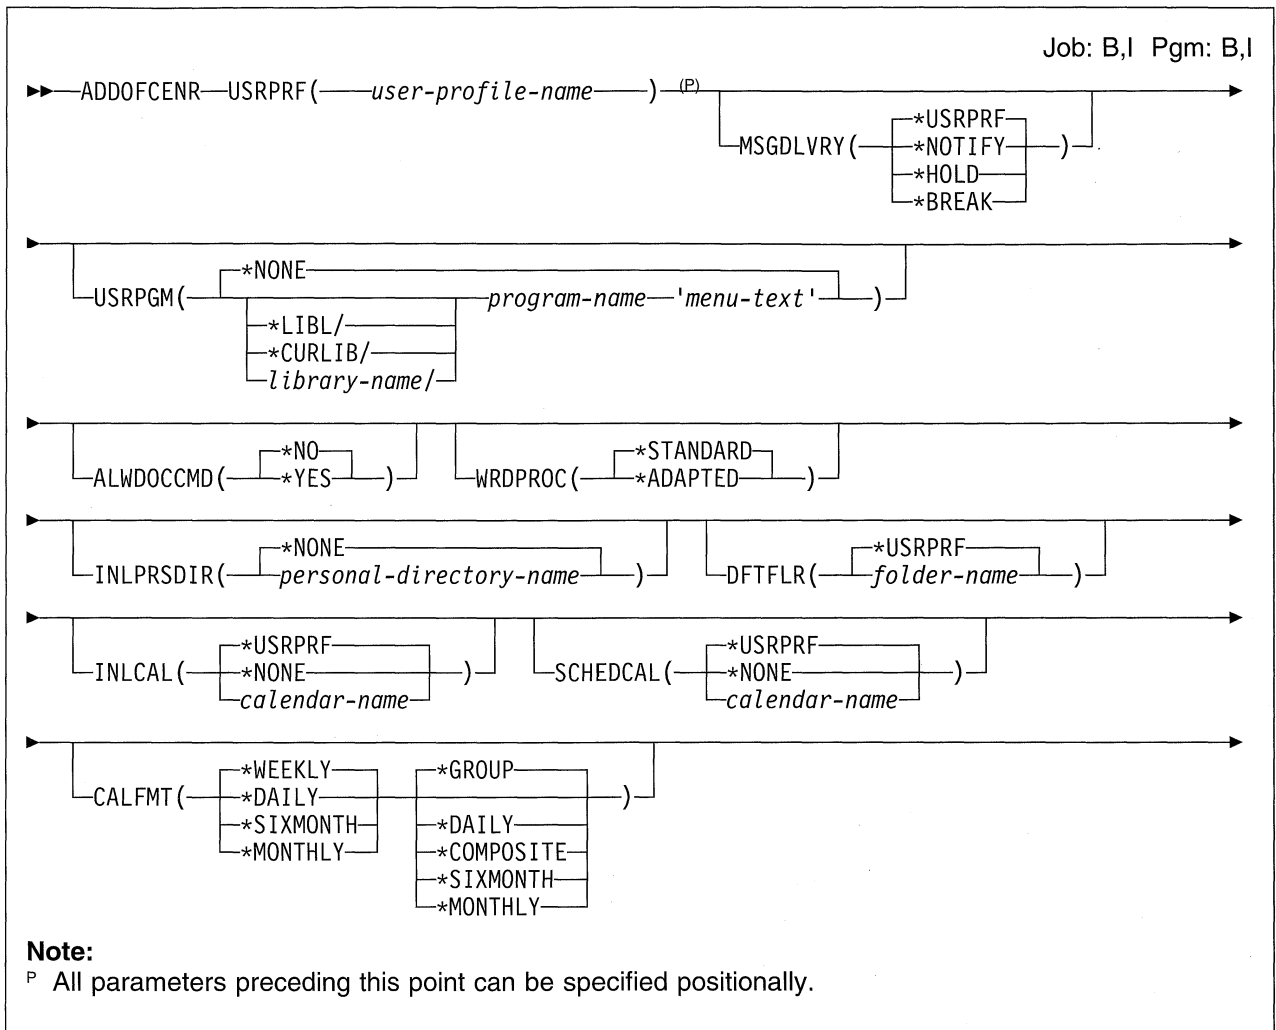 Job: B,I Pgm: B,I
ADDOFCENR USRPRF( user-profile-name ) (P)
*USRPRF
MSGDLVRY( *NOTIFY )
*HOLD
*BREAK
*NONE
USRPGM( program-name 'menu-text' )
*LIBL/
*CURLIB/
library-name/
*NO *STANDARD
ALWDOCCMD( *YES ) WRDPROC( *ADAPTED )
*NONE *USRPRF
INLPRSDIR( personal-directory-name ) DFTFLR( folder-name )
*USRPRF *USRPRF
INLCAL( *NONE ) SCHEDCAL( *NONE )
calendar-name calendar-name
*WEEKLY *GROUP
CALFMT( *DAILY )
*SIXMONTH *DAILY
*MONTHLY *COMPOSITE
*SIXMONTH
*MONTHLY
Note:
P All parameters preceding this point can be specified positionally.